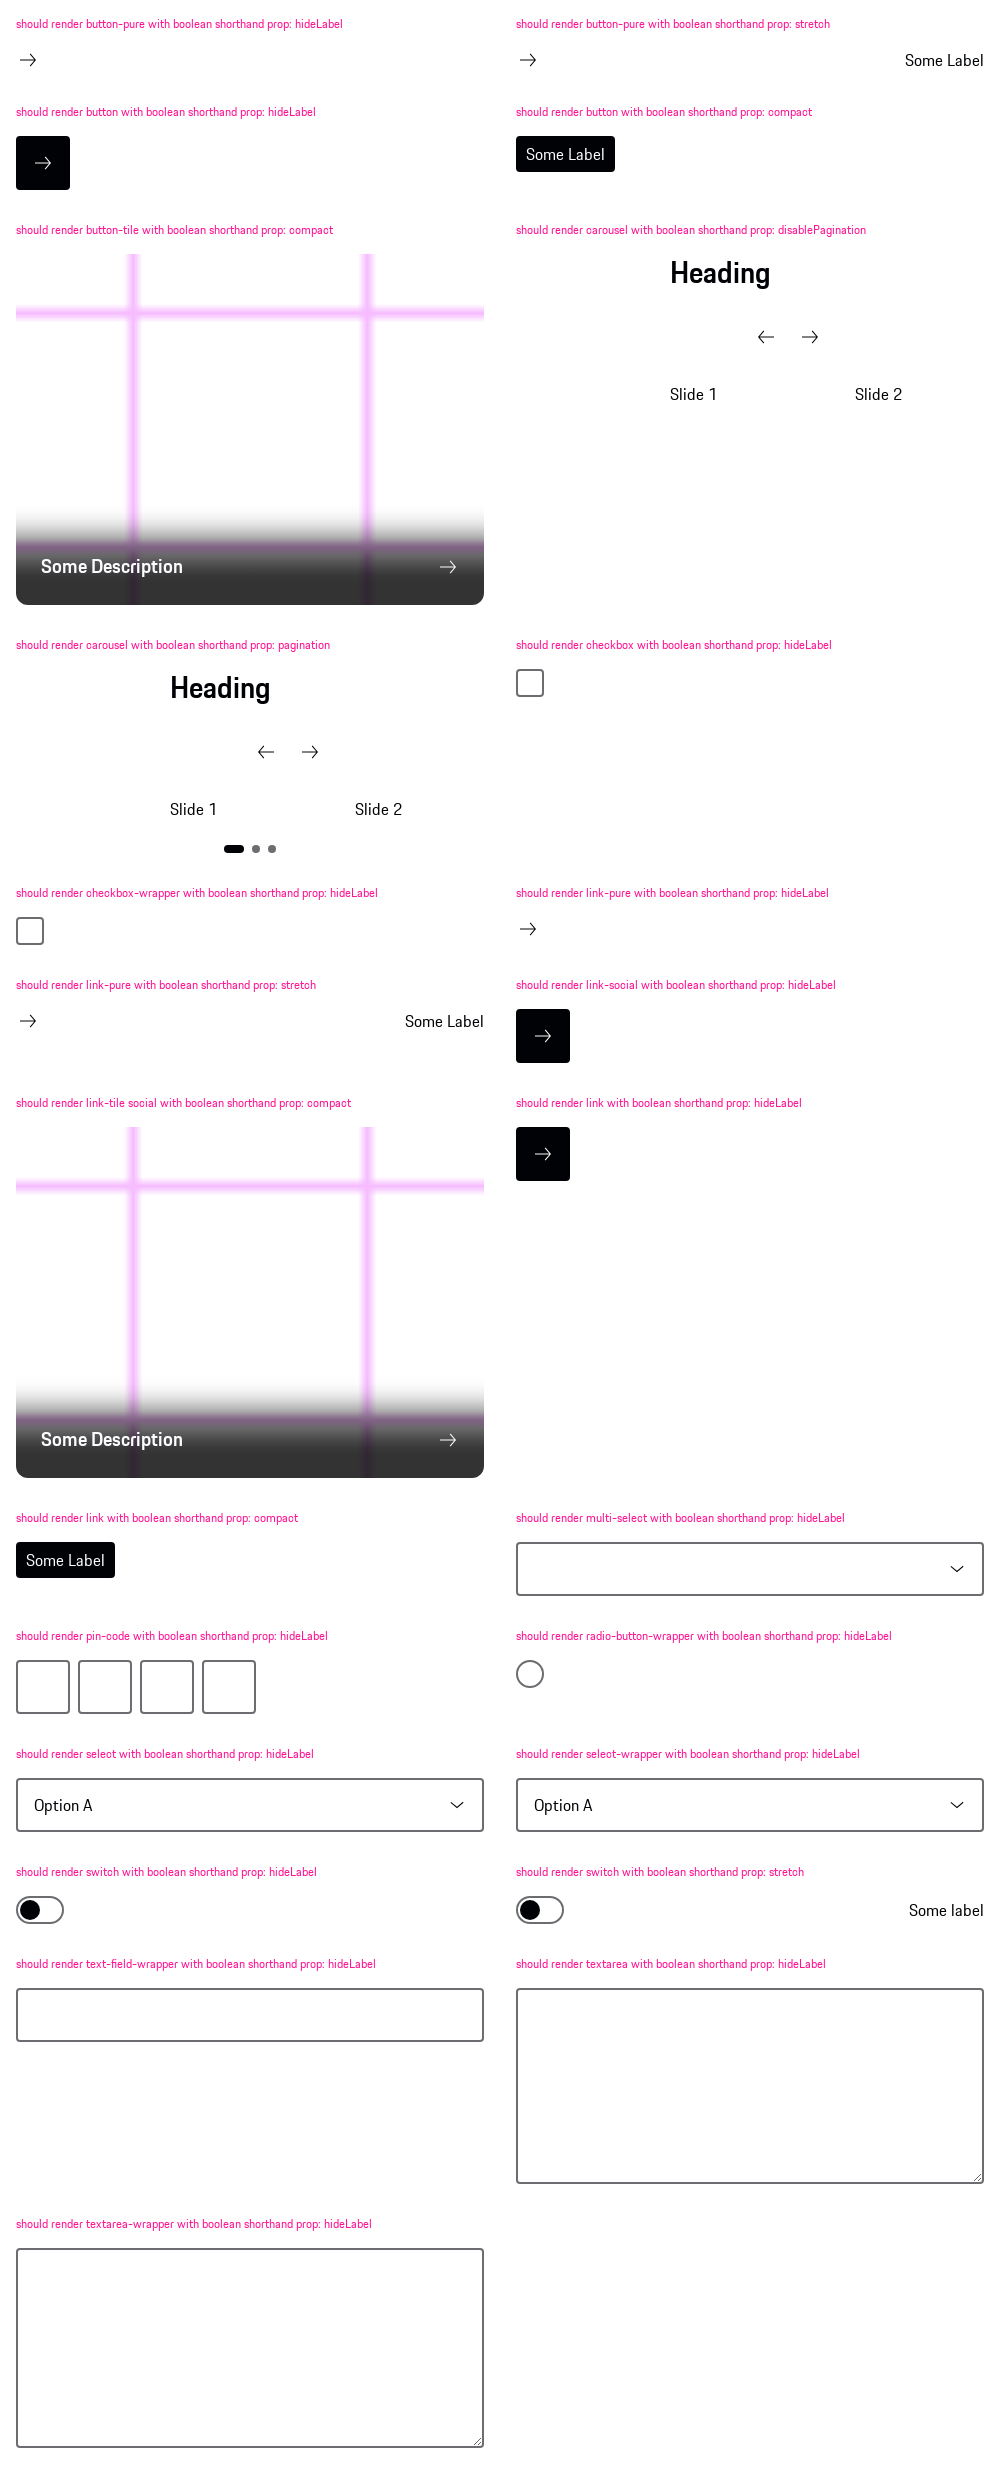 should render button-pure with boolean shorthand prop: hideLabel
should render button-pure with boolean shorthand prop: stretch
Some Label
should render button with boolean shorthand prop: hideLabel
should render button with boolean shorthand prop: compact
Some Label
should render button-tile with boolean shorthand prop: compact
Some Description
should render carousel with boolean shorthand prop: disablePagination
Heading
Slide 1
Slide 2
should render carousel with boolean shorthand prop: pagination
Heading
Slide 1
Slide 2
should render checkbox with boolean shorthand prop: hideLabel
should render checkbox-wrapper with boolean shorthand prop: hideLabel
should render link-pure with boolean shorthand prop: hideLabel
should render link-pure with boolean shorthand prop: stretch
Some Label
should render link-social with boolean shorthand prop: hideLabel
should render link-tile social with boolean shorthand prop: compact
Some Description
should render link with boolean shorthand prop: hideLabel
should render link with boolean shorthand prop: compact
Some Label
should render multi-select with boolean shorthand prop: hideLabel
should render pin-code with boolean shorthand prop: hideLabel
should render radio-button-wrapper with boolean shorthand prop: hideLabel
should render select with boolean shorthand prop: hideLabel
Option A
should render select-wrapper with boolean shorthand prop: hideLabel
Option A
should render switch with boolean shorthand prop: hideLabel
should render switch with boolean shorthand prop: stretch
Some label
should render text-field-wrapper with boolean shorthand prop: hideLabel
should render textarea with boolean shorthand prop: hideLabel
should render textarea-wrapper with boolean shorthand prop: hideLabel